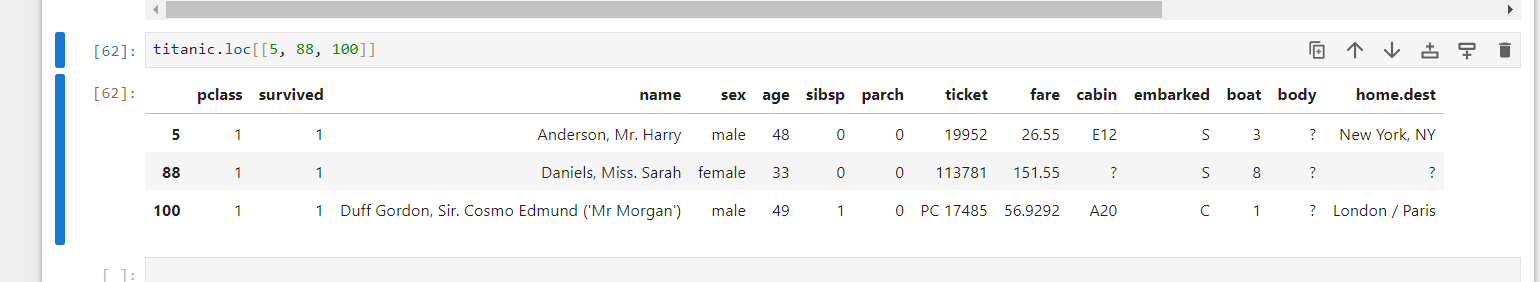 [62]: titanic.loc[[5, 88, 100]]
[62]:
pclass survived name sex age sibsp parch ticket fare cabin embarked boat body home.dest
5 1 1 Anderson, Mr. Harry male 48 0 0 19952 26.55 E12 S 3 ? New York, NY
88 1 1 Daniels, Miss. Sarah female 33 0 0 113781 151.55 ? S 8 ? ?
100 1 1 Duff Gordon, Sir. Cosmo Edmund ('Mr Morgan') male 49 1 0 PC 17485 56.9292 A20 C 1 ? London / Paris
[ ]: